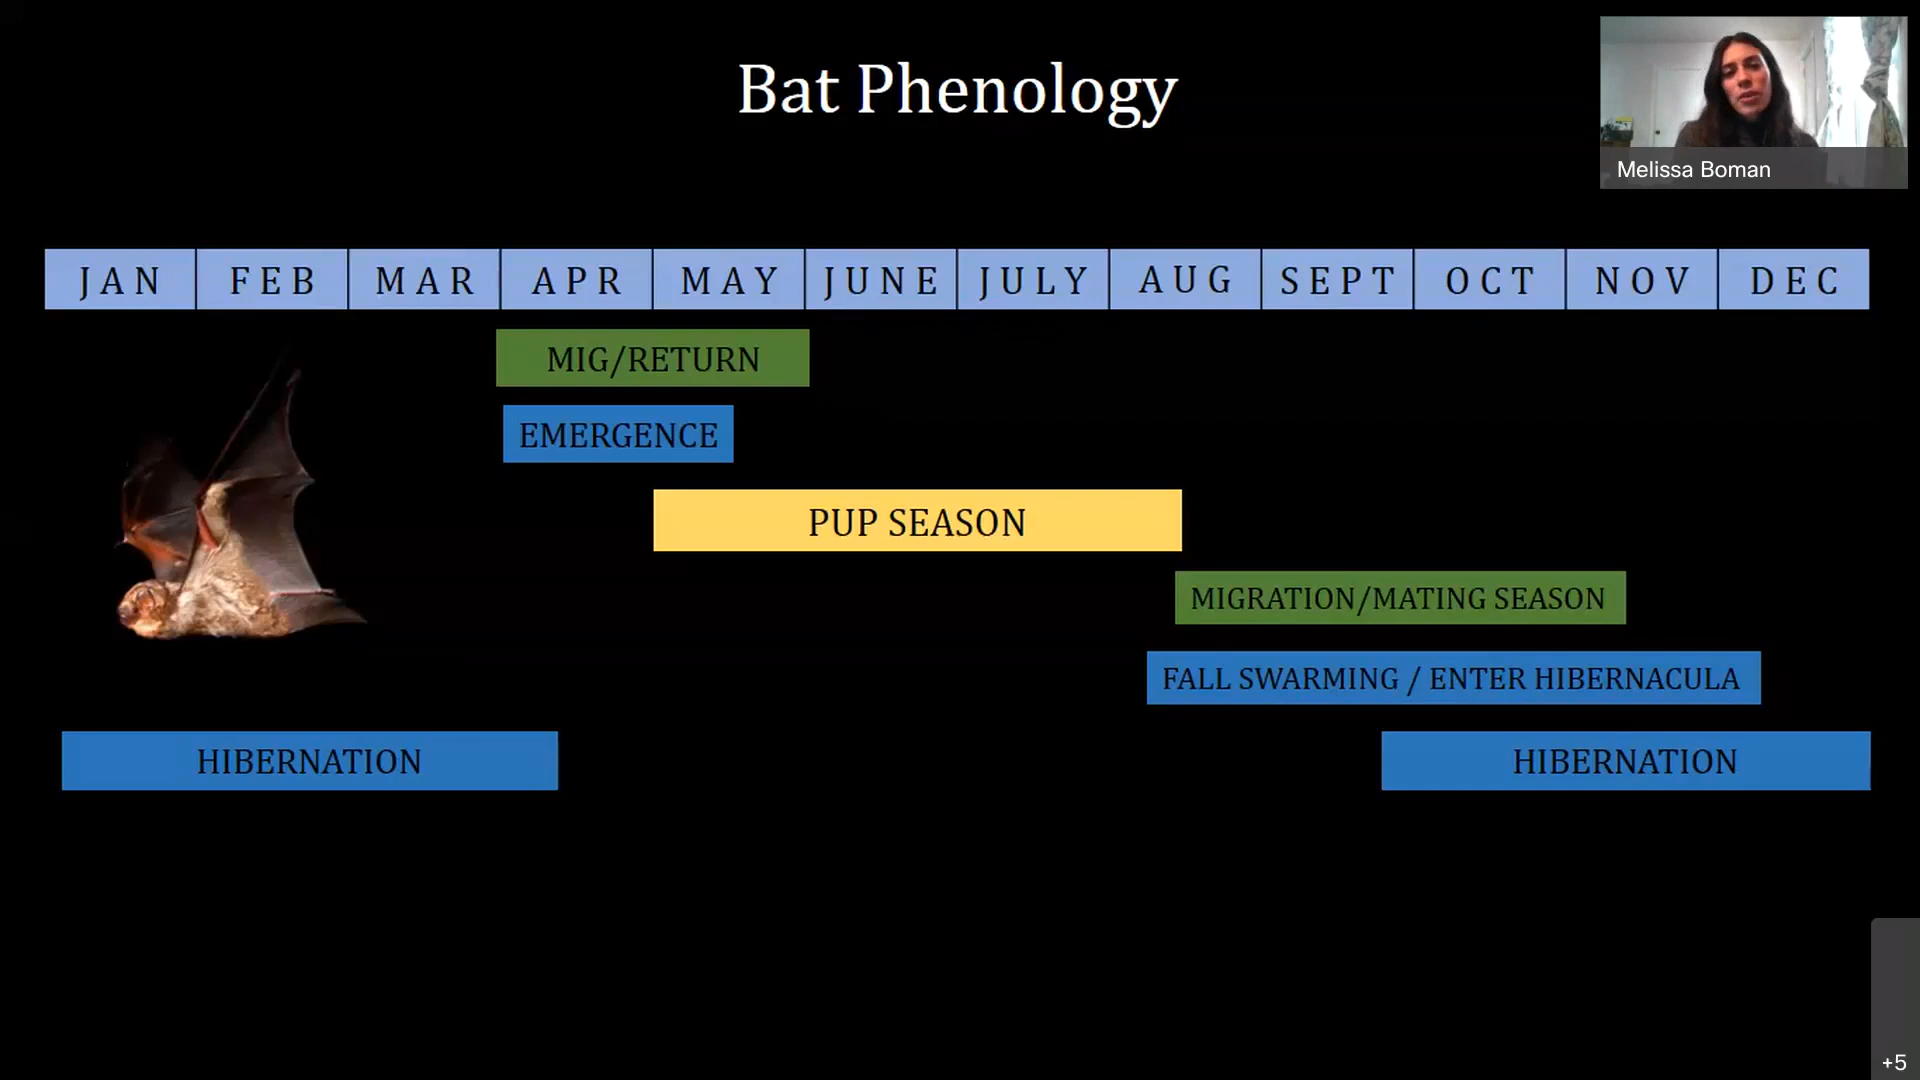 Bat Phenology
Melissa Boman
JAN FEB MAR APR MAY JUNE JULY AUG SEPT OCT NOV DEC
MIG/RETURN
EMERGENCE
PUP SEASON
MIGRATION/MATING SEASON
FALL SWARMING / ENTER HIBERNACULA
HIBERNATION HIBERNATION
+5